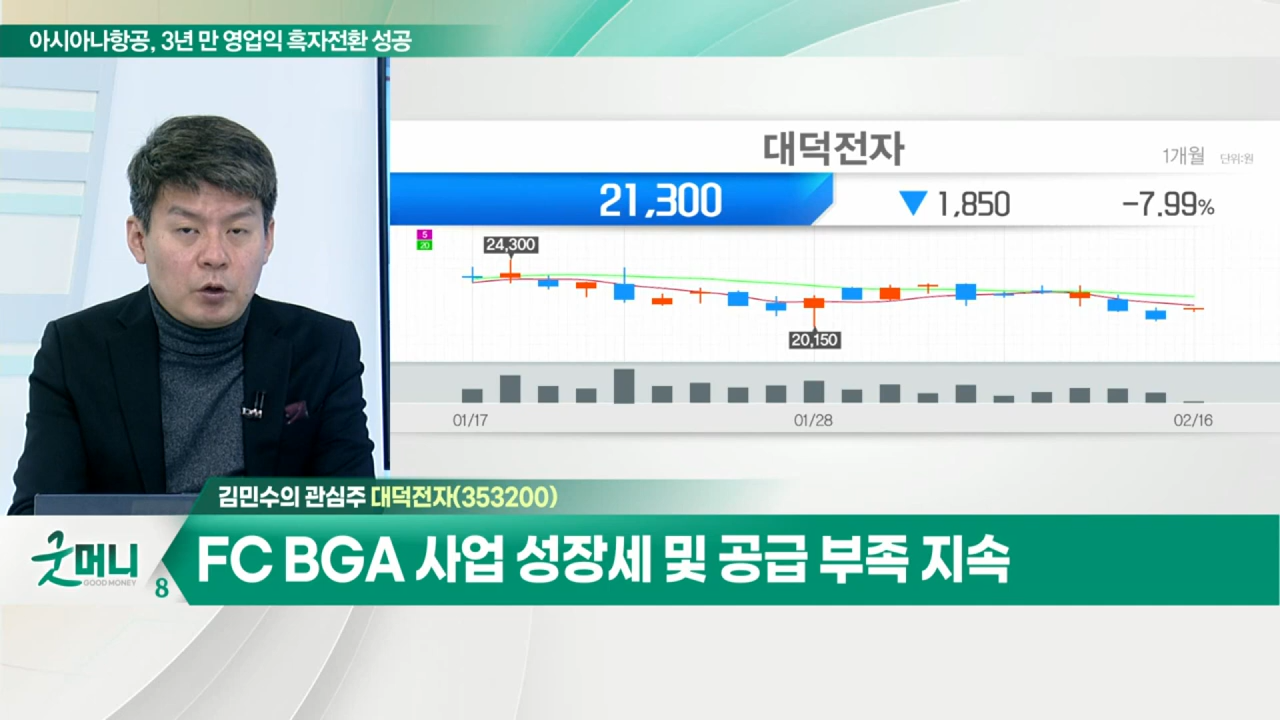 아시아나항공, 3년 만 영업익 흑자전환 성공
대덕전자
1개월 단위:원
21,300 ▼ 1,850 -7.99%
5
20
24,300
20,150
01/17 01/28 02/16
김민수의 관심주 대덕전자(353200)
굿머니
GOOD MONEY
8
FC BGA 사업 성장세 및 공급 부족 지속